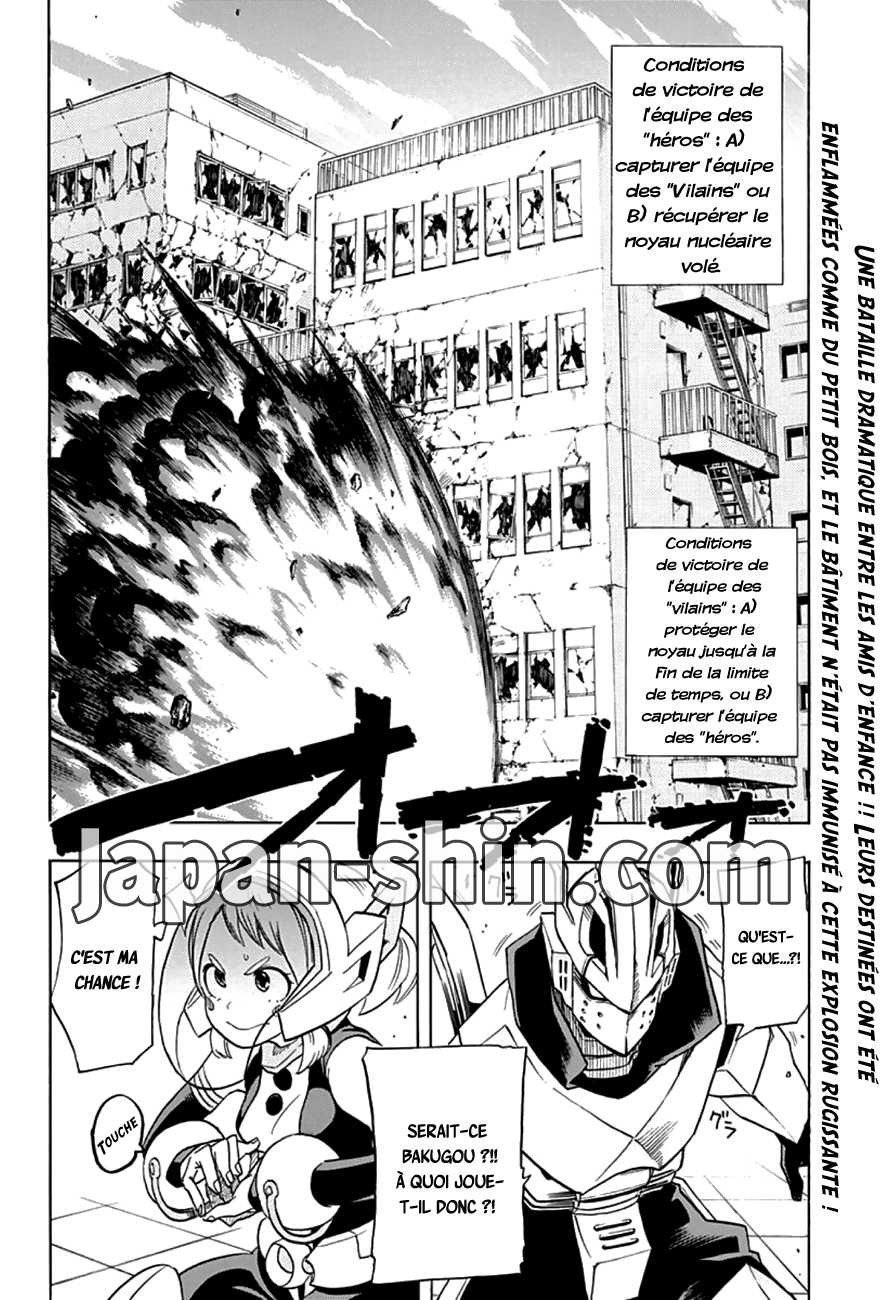 UNE BATAILLE DRAMATIQUE ENTRE LES AMIS D'ENFANCE !! LEURS DESTINÉES ONT ÉTÉ
ENFLAMMÉES COMME DU PETIT BOIS, ET LE BÂTIMENT N'ÉTAIT PAS IMMUNISÉ À CETTE EXPLOSION RUGISSANTE !
Conditions
de victoire de
l'équipe des
"héros" : A)
capturer l'équipe
des "Vilains" ou
B) récupérer le
noyau nucléaire
volé.
Conditions
de victoire de
l'équipe des
"vilains" : A)
protéger le
noyau jusqu'à la
Fin de la limite
de temps, ou B)
capturer l'équipe
des "héros".
Japan-shin.com
C'EST MA
CHANCE !
TOUCHE
QU'EST-
CE QUE...?!
SERAIT-CE
BAKUGOU ?!!
À QUOI JOUE-
T-IL DONC ?!
グラ